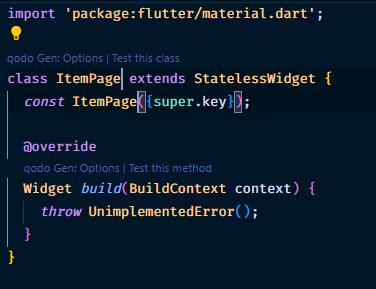 import 'package:flutter/material.dart';
qodo Gen: Options | Test this class
class ItemPage extends StatelessWidget {
const ItemPage({super.key});
@override
qodo Gen: Options | Test this method
Widget build(BuildContext context) {
throw UnimplementedError();
}
}